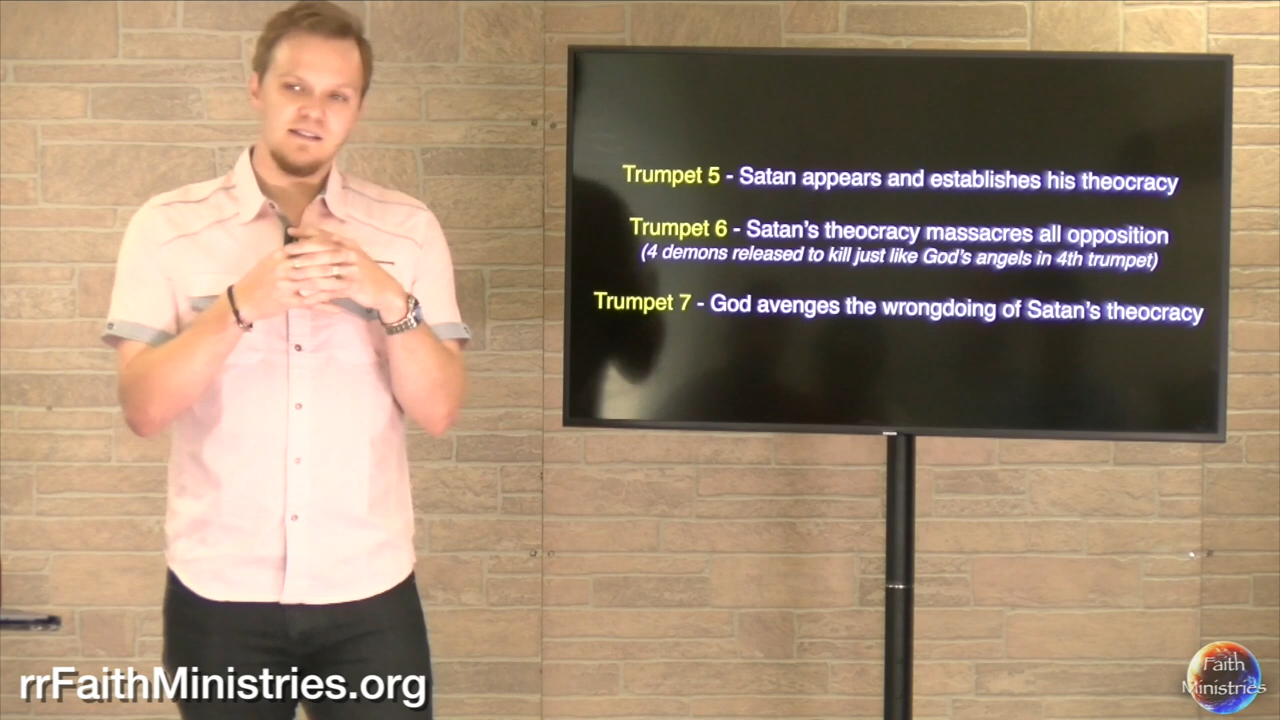 Trumpet 5 - Satan appears and establishes his theocracy
Trumpet 6 - Satan's theocracy massacres all opposition
(4 demons released to kill just like God's angels in 4th trumpet)
Trumpet 7 - God avenges the wrongdoing of Satan's theocracy
rrFaithMinistries.org
Faith
Ministries